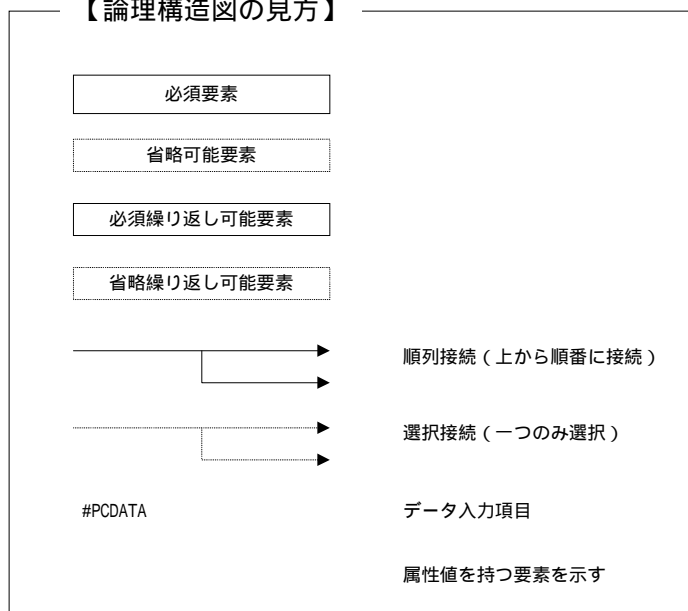 【論理構造図の見方】
必須要素
省略可能要素
必須繰り返し可能要素
省略繰り返し可能要素
順列接続（上から順番に接続）
選択接続（一つのみ選択）
#PCDATA データ入力項目
属性値を持つ要素を示す